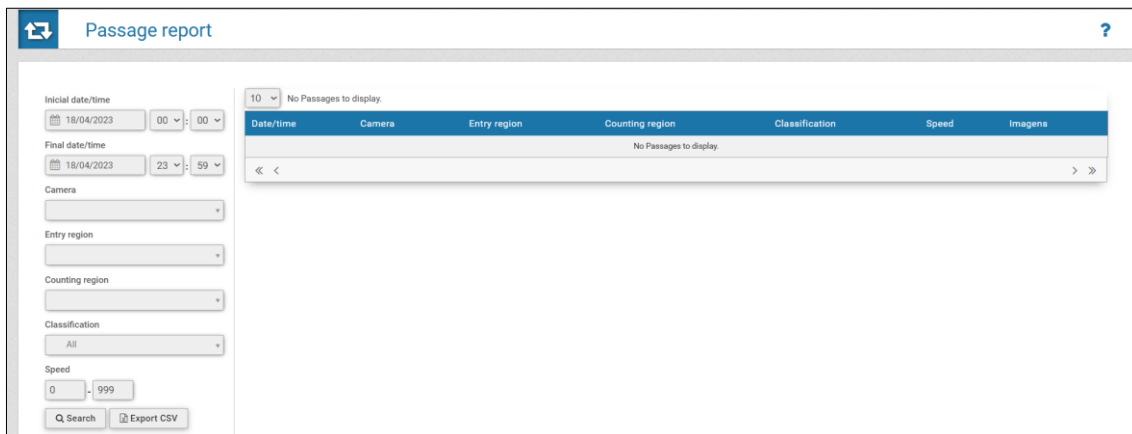 Passage report
?
Inicial date/time
18/04/2023 00 : 00
Final date/time
18/04/2023 23 : 59
Camera
Entry region
Counting region
Classification
All
Speed
0 - 999
Search Export CSV
10 No Passages to display.
Date/time Camera Entry region Counting region Classification Speed Imagens
No Passages to display.
« < > »